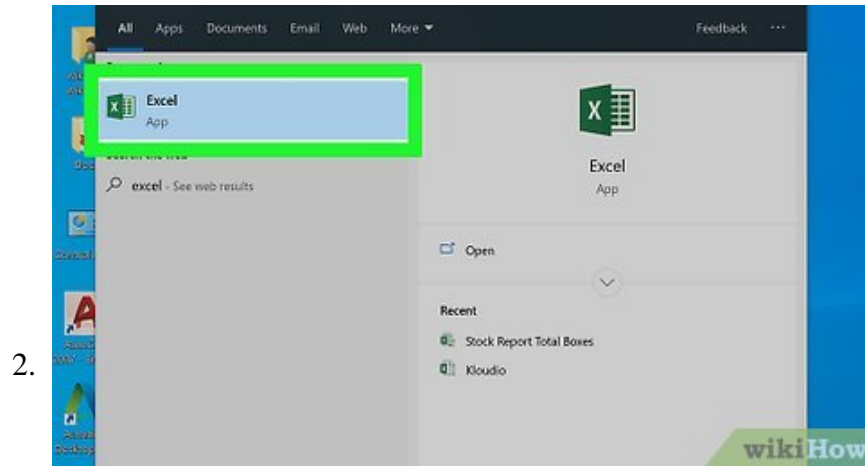 All Apps Documents Email Web More Feedback ...
Excel
App
excel - See web results
Excel
App
Open
Recent
Stock Report Total Boxes
Kloudio
2.
wikiHow